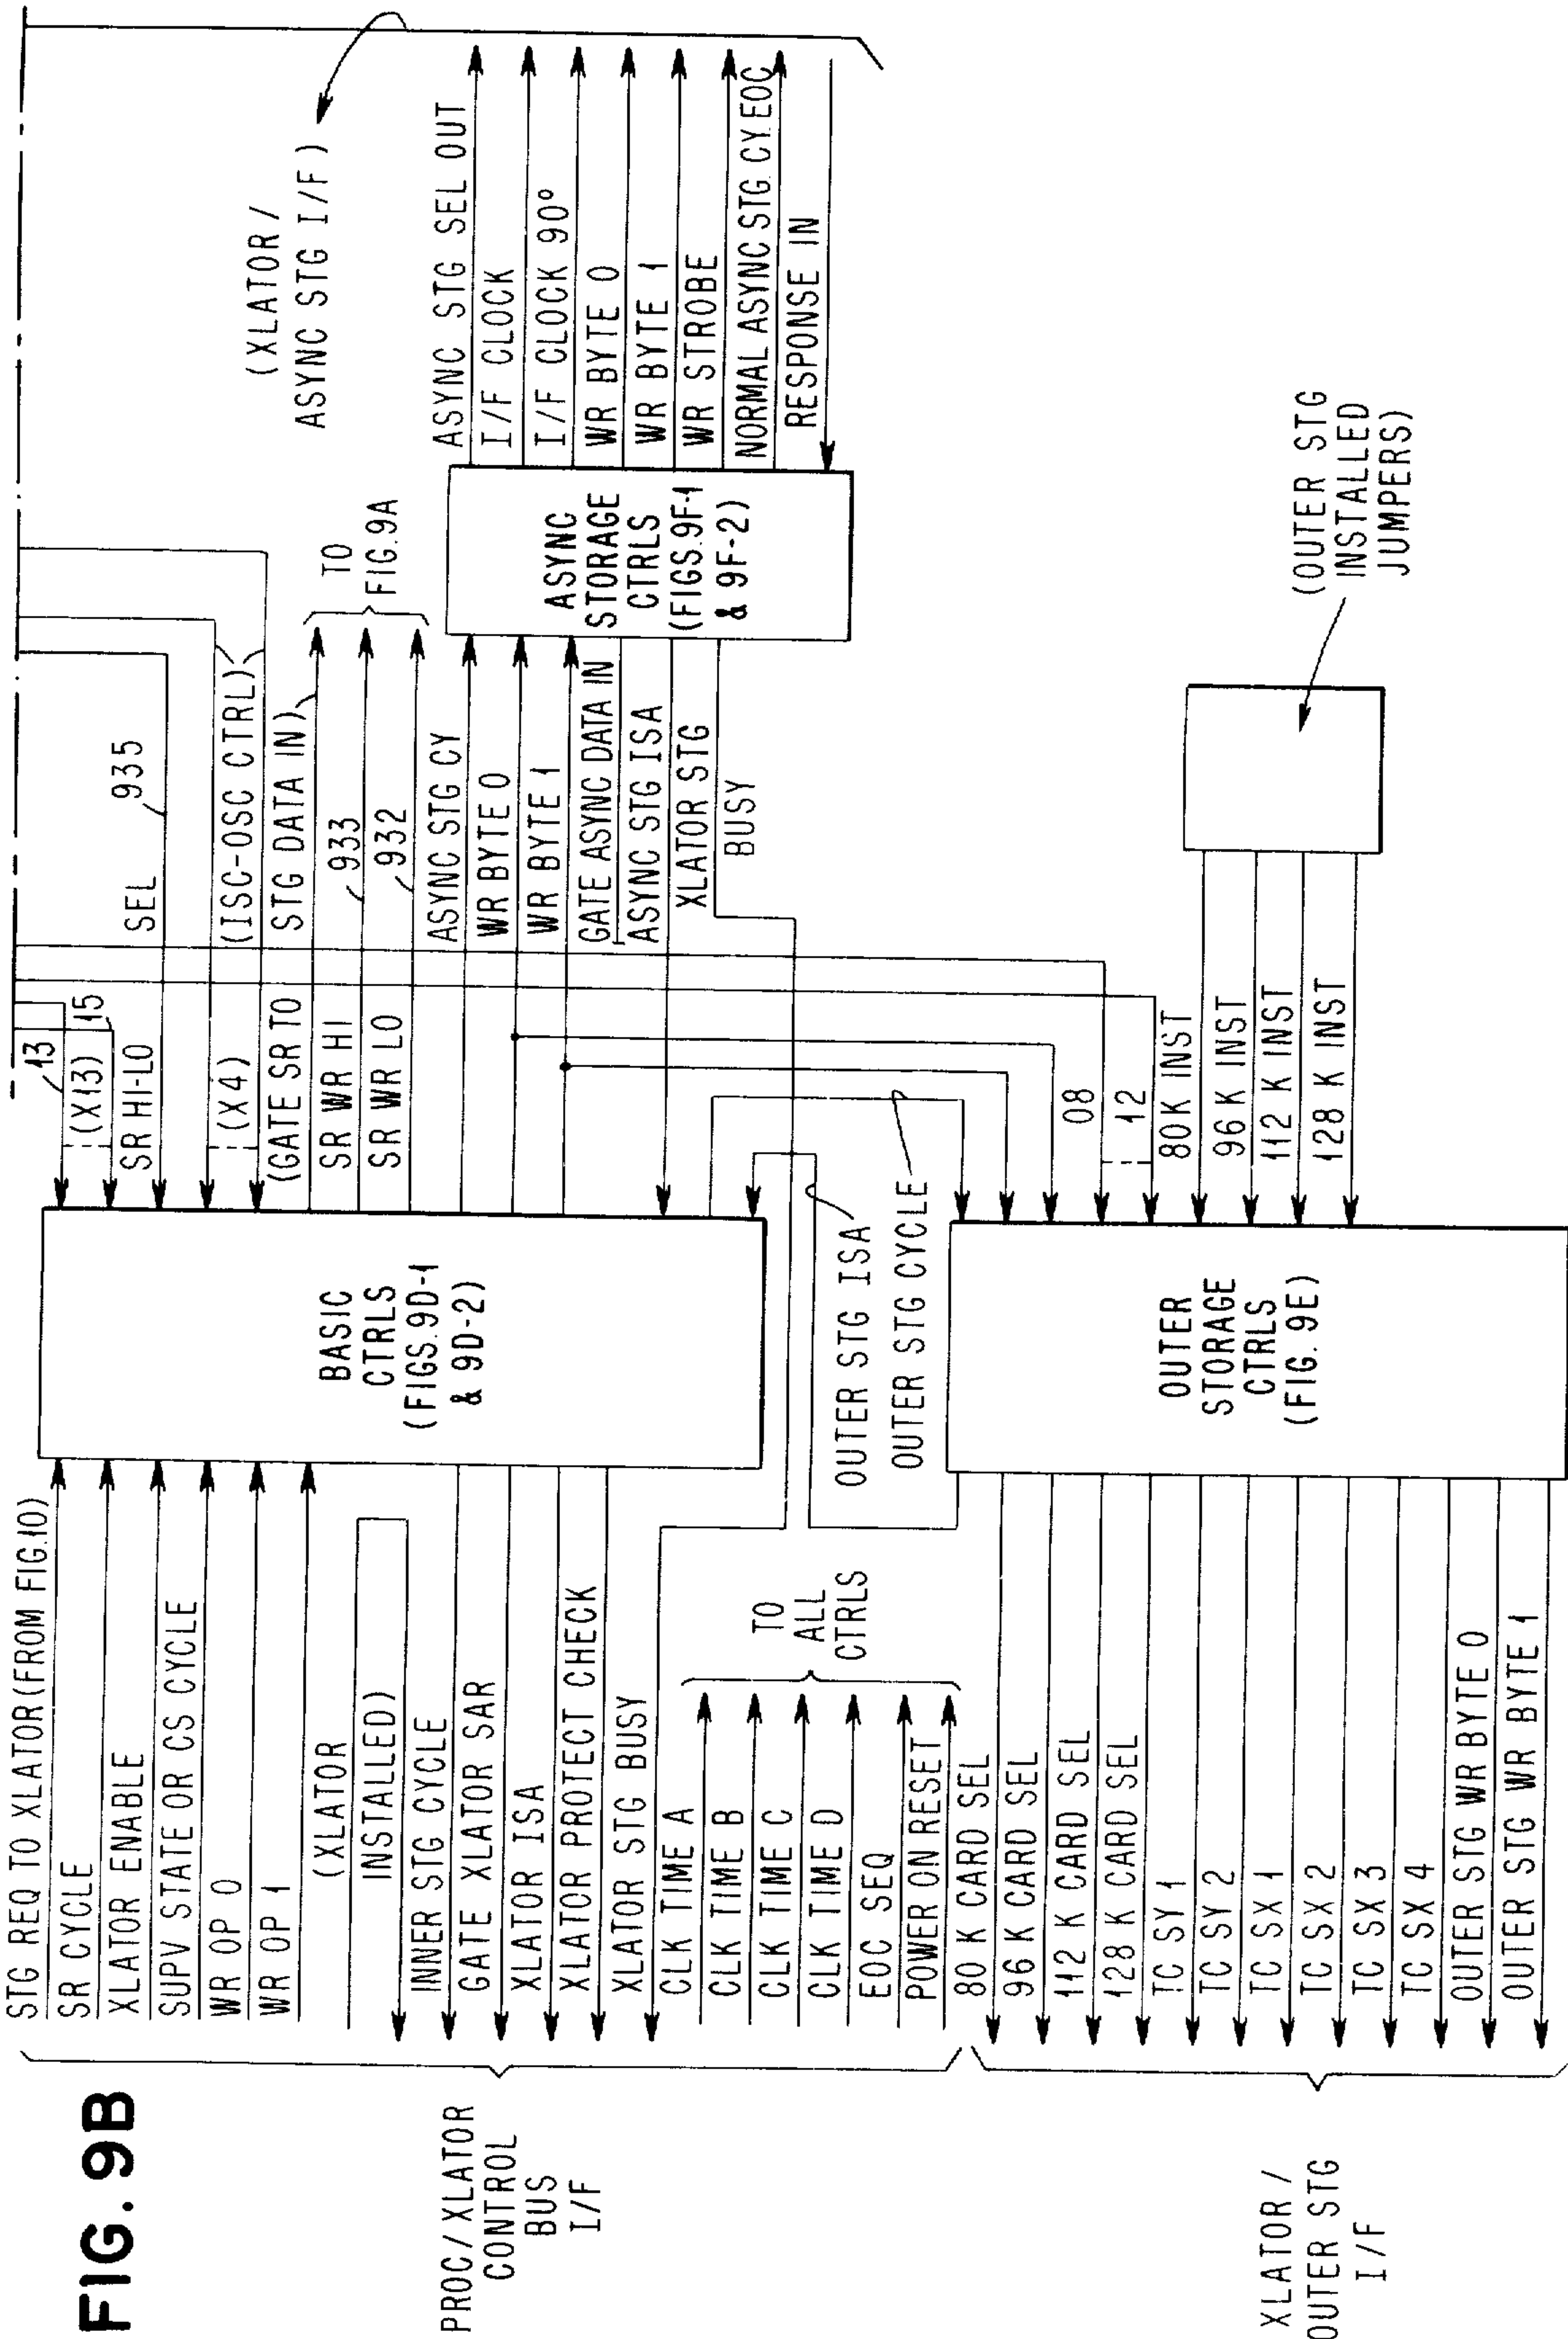 FIG. 9B
PROC/XLATOR
CONTROL
BUS
I/F
STG REQ TO XLATOR (FROM FIG.10)
SR CYCLE
XLATOR ENABLE
SUPV STATE OR CS CYCLE
WR OP 0
WR OP 1
(XLATOR
INSTALLED)
INNER STG CYCLE
GATE XLATOR SAR
XLATOR ISA
XLATOR PROTECT CHECK
XLATOR STG BUSY
CLK TIME A
CLK TIME B
CLK TIME C
CLK TIME D
EOC SEQ
POWER ON RESET
TO
ALL
CTRLS
XLATOR /
OUTER STG
I/F
80 K CARD SEL
96 K CARD SEL
112 K CARD SEL
128 K CARD SEL
TC SY 1
TC SY 2
TC SX 1
TC SX 2
TC SX 3
TC SX 4
OUTER STG WR BYTE 0
OUTER STG WR BYTE 1
BASIC
CTRLS
(FIGS. 9D-1
& 9D-2)
OUTER STG ISA
OUTER STG CYCLE
OUTER
STORAGE
CTRLS
(FIG. 9E)
13
(X13)
15
SR HI-LO SEL
935
(X4)
(ISC-OSC CTRL)
(GATE SR TO STG DATA IN)
SR WR HI
933
SR WR LO
932
TO
FIG. 9A
ASYNC STG CY
WR BYTE 0
WR BYTE 1
GATE ASYNC DATA IN
ASYNC STG ISA
XLATOR STG
BUSY
08
12
80K INST
96K INST
112 K INST
128 K INST
(OUTER STG
INSTALLED
JUMPERS)
ASYNC
STORAGE
CTRLS
(FIGS. 9F-1
& 9F-2)
(XLATOR /
ASYNC STG I/F)
ASYNC STG SEL OUT
I/F CLOCK
I/F CLOCK 90°
WR BYTE 0
WR BYTE 1
WR STROBE
NORMAL ASYNC STG CY EOC
RESPONSE IN